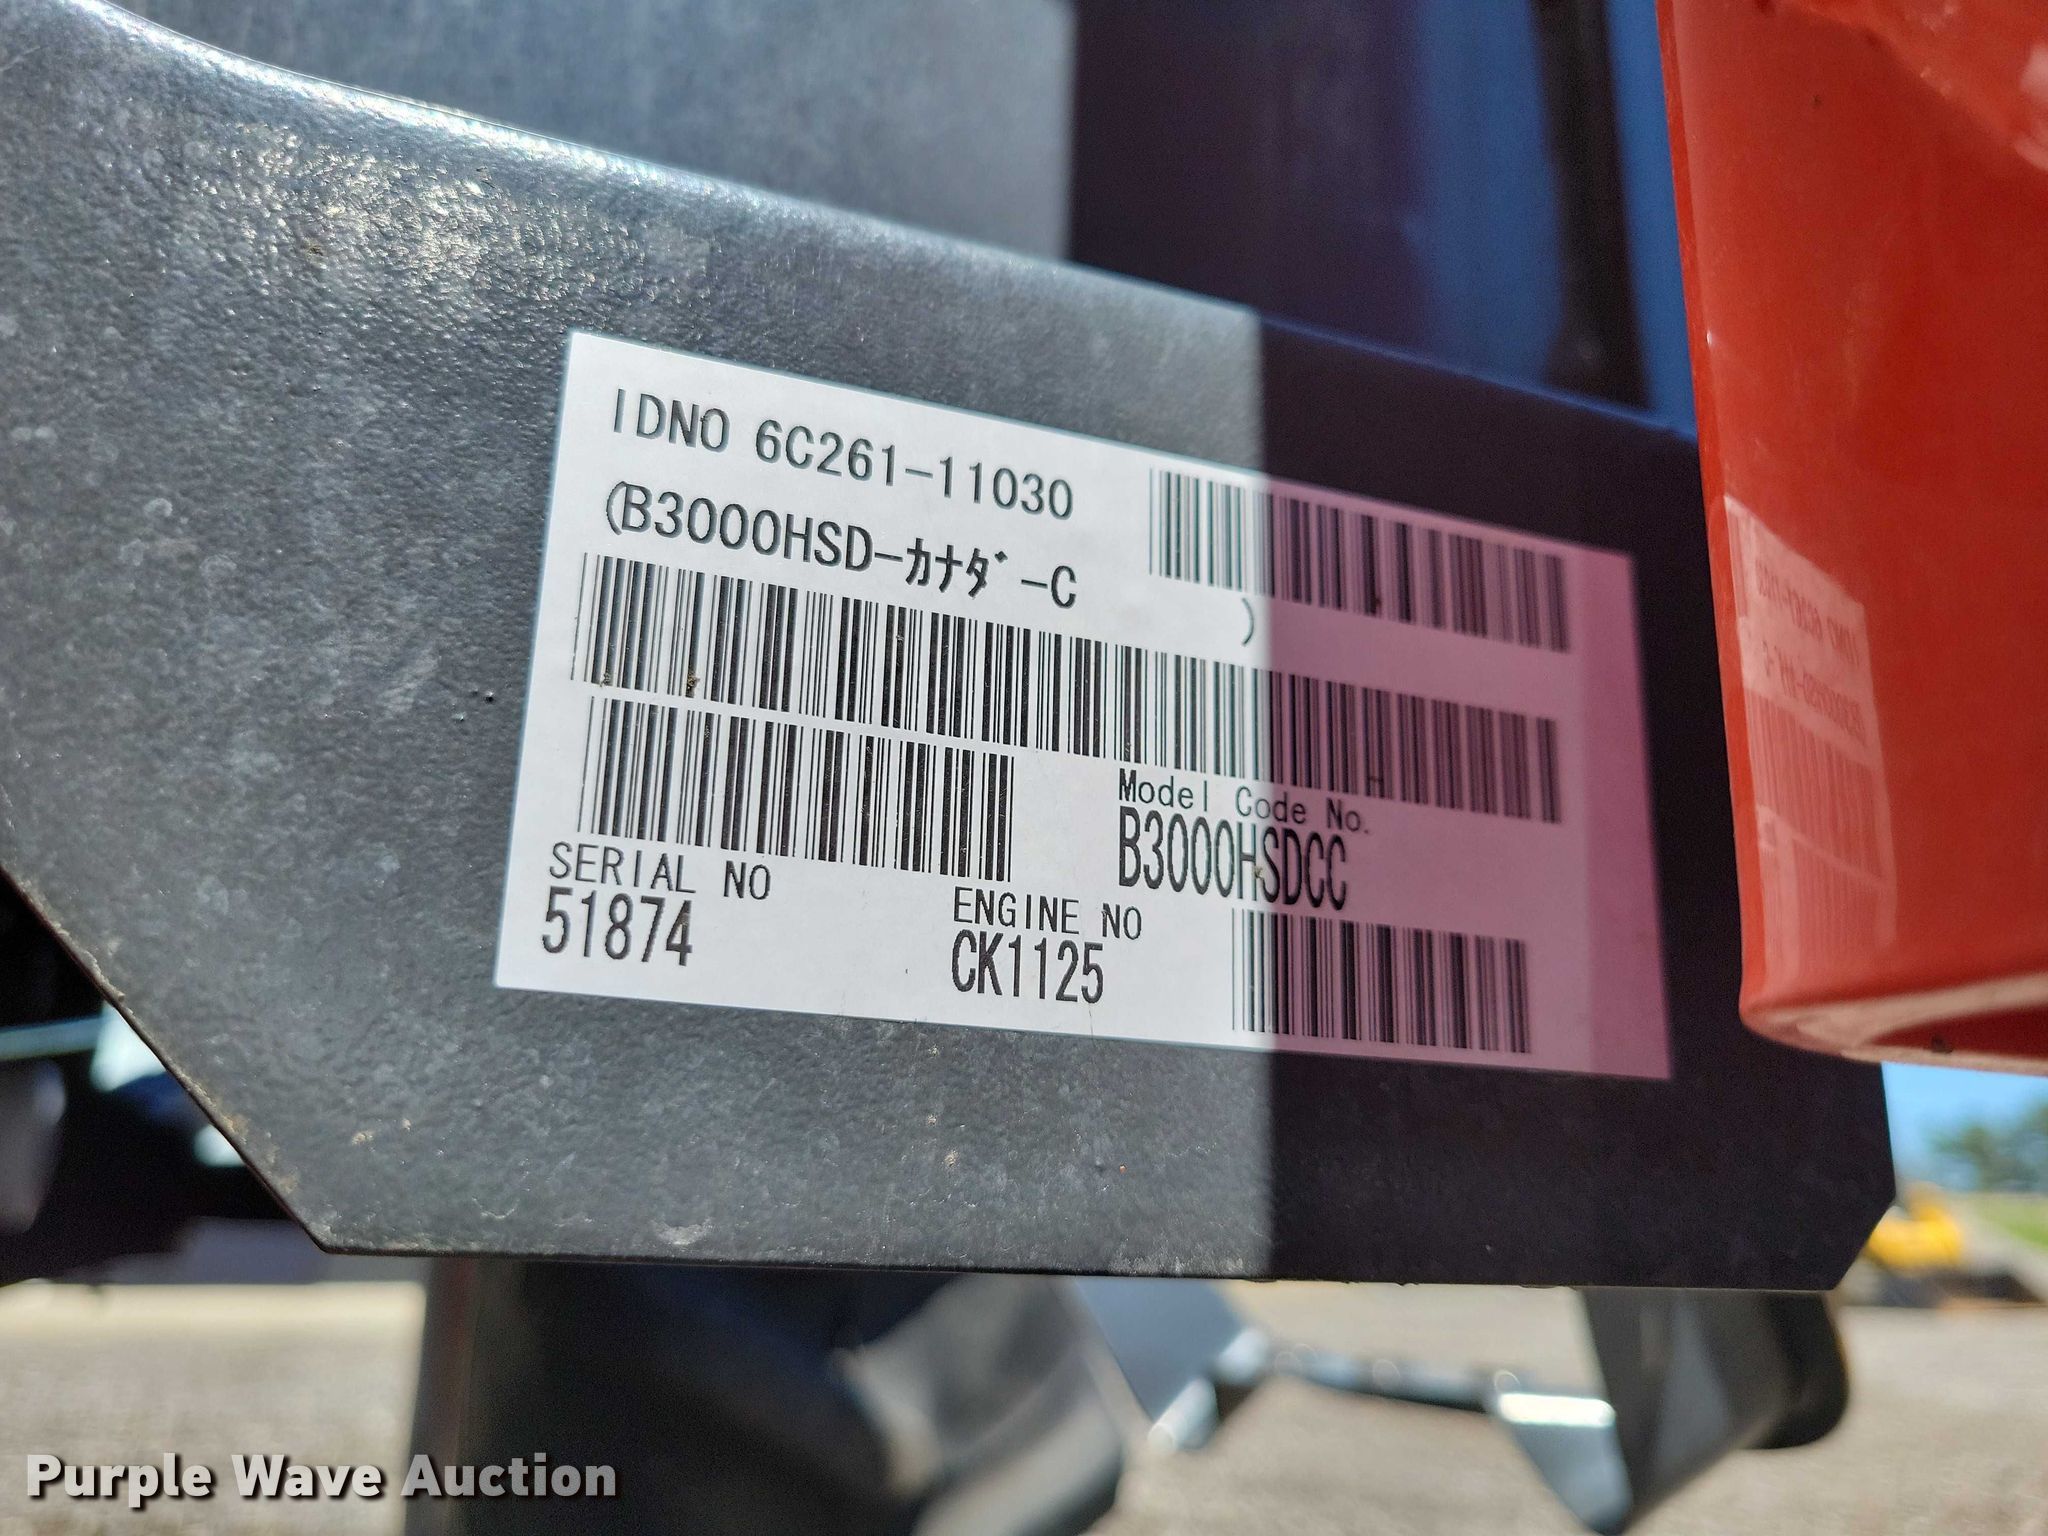 IDNO 6C261-11030
(B3000HSD-カナダ-C )
Model Code No.
B3000HSDCC
SERIAL NO
51874
ENGINE NO
CK1125
Purple Wave Auction